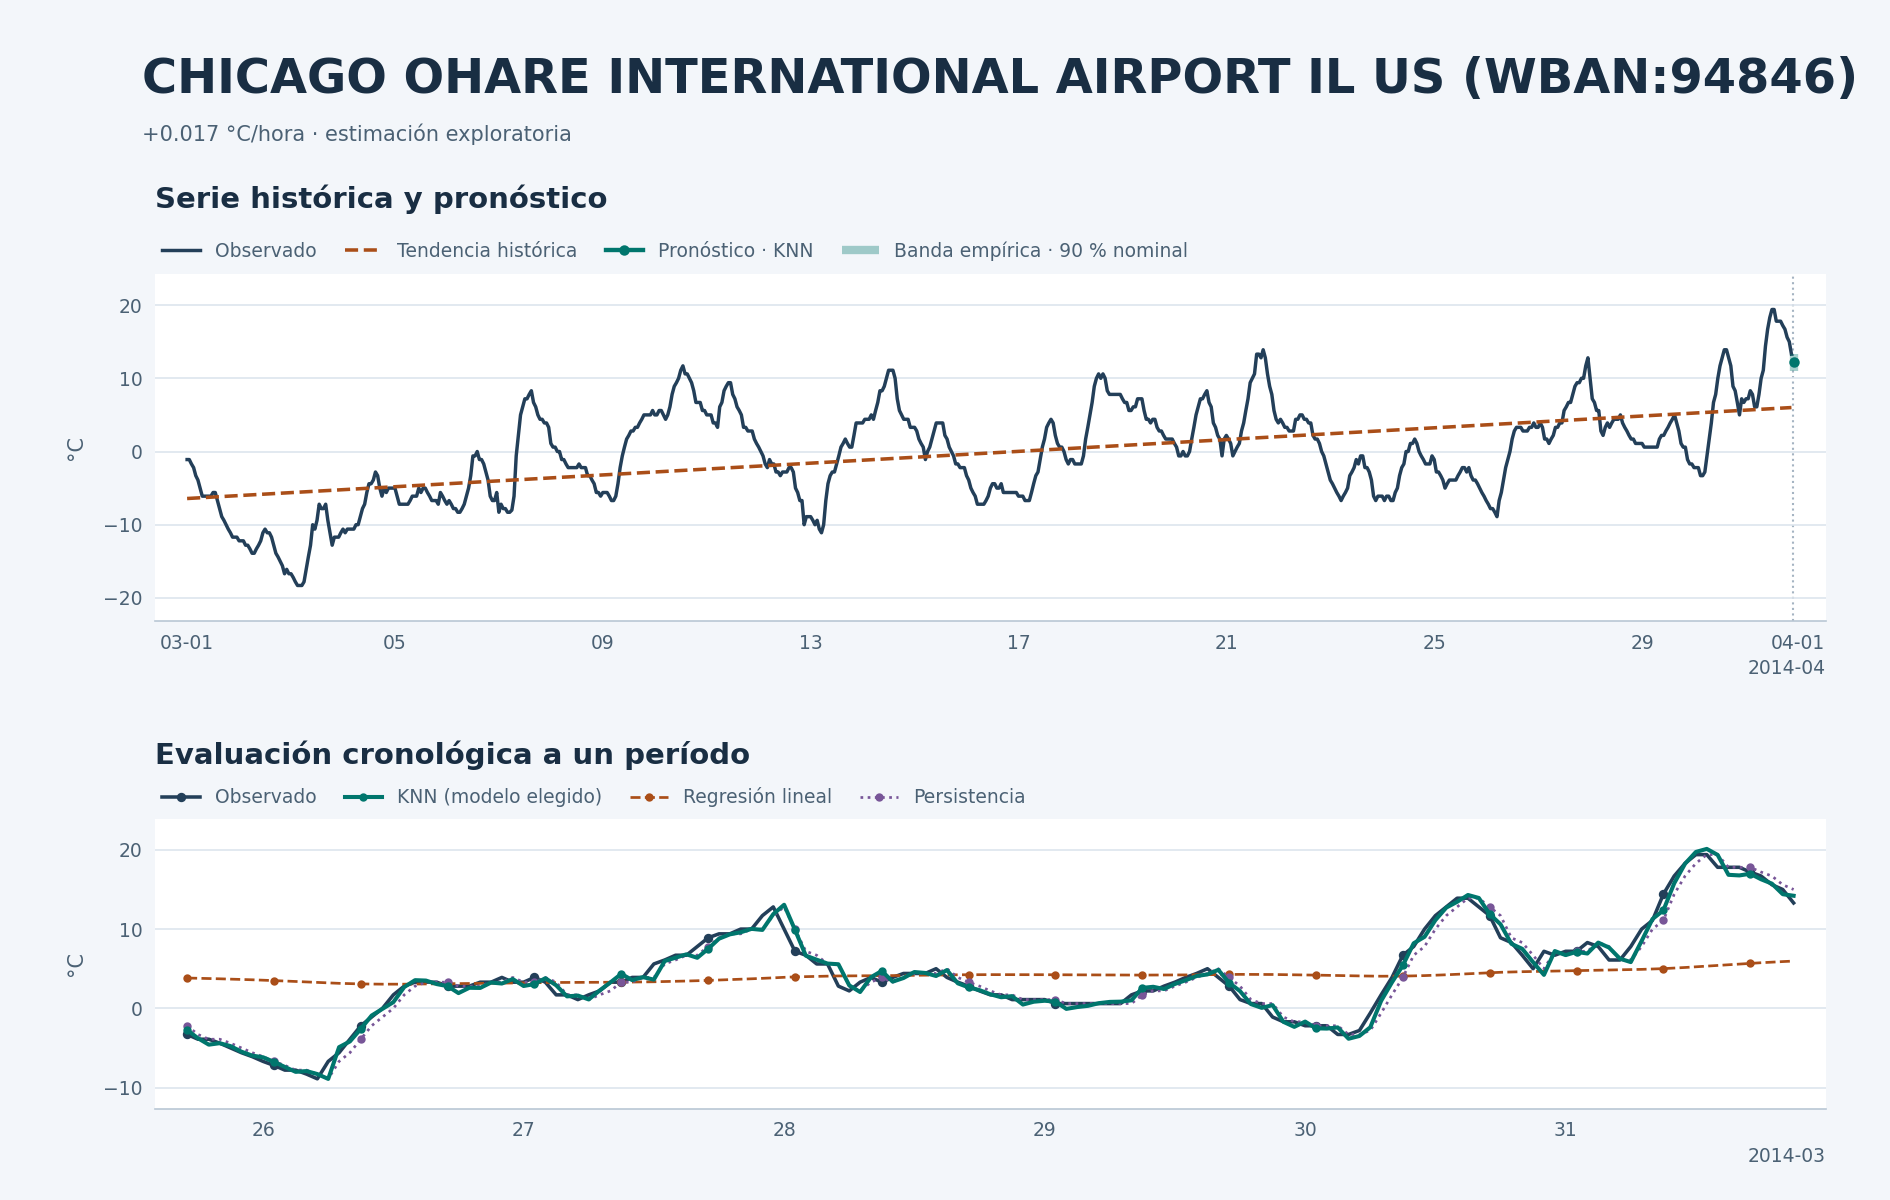 CHICAGO OHARE INTERNATIONAL AIRPORT IL US (WBAN:94846)
+0.017 °C/hora · estimación exploratoria
Serie histórica y pronóstico
Observado Tendencia histórica Pronóstico · KNN Banda empírica · 90 % nominal
20
10
0
−10
−20
°C
03-01 05 09 13 17 21 25 29 04-01
2014-04
Evaluación cronológica a un período
Observado KNN (modelo elegido) Regresión lineal Persistencia
20
10
0
−10
°C
26 27 28 29 30 31
2014-03